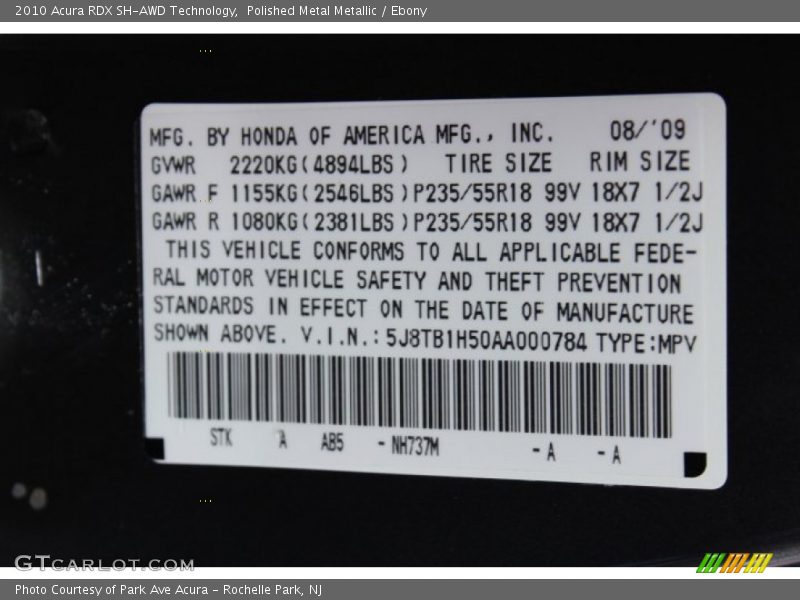 2010 Acura RDX SH-AWD Technology,  Polished Metal Metallic / Ebony
MFG. BY HONDA OF AMERICA MFG., INC. 08/'09
GVWR 2220KG(4894LBS) TIRE SIZE RIM SIZE
GAWR F 1155KG(2546LBS)P235/55R18 99V 18X7 1/2J
GAWR R 1080KG(2381LBS)P235/55R18 99V 18X7 1/2J
THIS VEHICLE CONFORMS TO ALL APPLICABLE FEDE-
RAL MOTOR VEHICLE SAFETY AND THEFT PREVENTION
STANDARDS IN EFFECT ON THE DATE OF MANUFACTURE
SHOWN ABOVE. V.I.N.:5J8TB1H50AA000784 TYPE:MPV
STK A AB5 -NH737M -A -A
GTCARLOT.COM
Photo Courtesy of Park Ave Acura - Rochelle Park, NJ